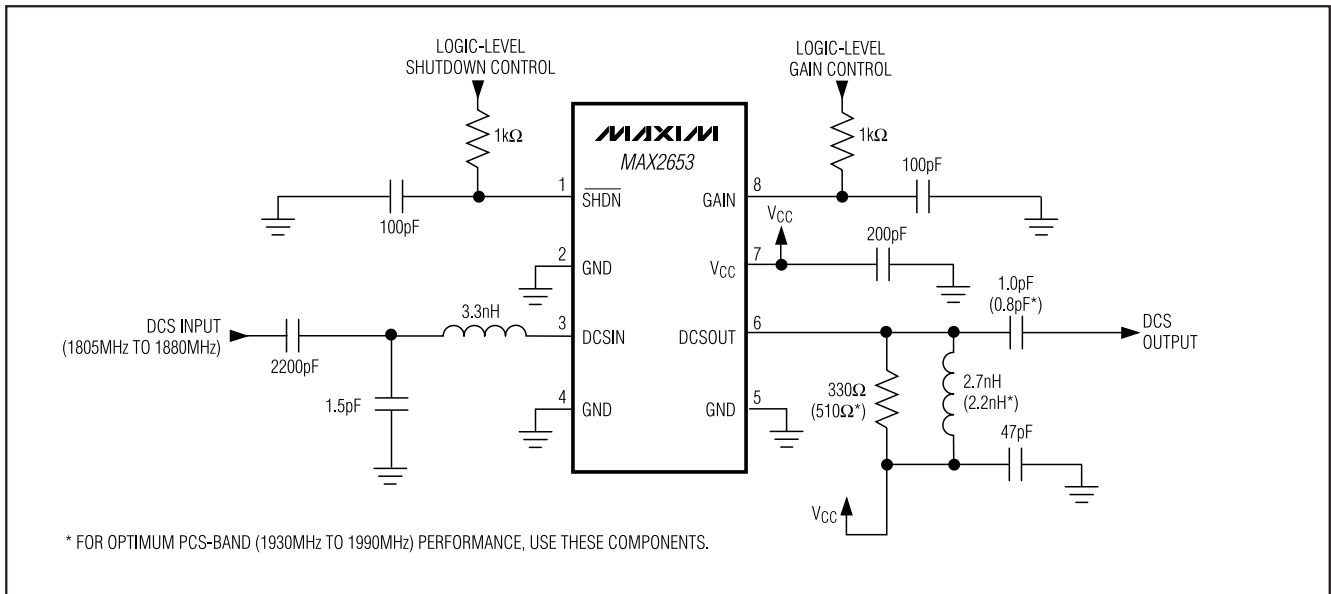 LOGIC-LEVEL
SHUTDOWN CONTROL
LOGIC-LEVEL
GAIN CONTROL
1kΩ
MAXIM
MAX2653
1kΩ
100pF
1
SHDN
GAIN
8
100pF
VCC
200pF
2
GND
VCC
7
1.0pF
(0.8pF*)
DCS INPUT
(1805MHz TO 1880MHz)
2200pF
3.3nH
3
DCSIN
DCSOUT
6
DCS
OUTPUT
1.5pF
330Ω
(510Ω*)
2.7nH
(2.2nH*)
4
GND
GND
5
47pF
VCC
* FOR OPTIMUM PCS-BAND (1930MHz TO 1990MHz) PERFORMANCE, USE THESE COMPONENTS.